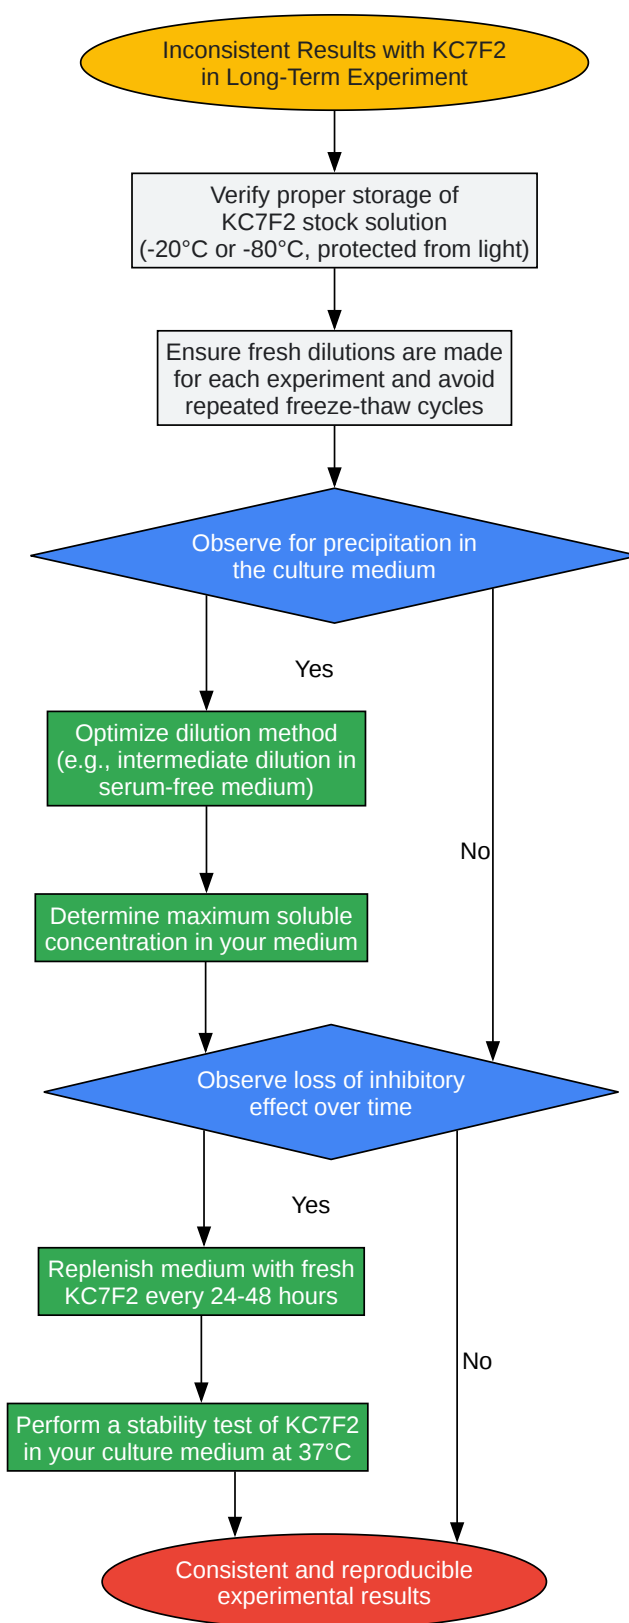 Inconsistent Results with KC7F2
in Long-Term Experiment
Verify proper storage of
KC7F2 stock solution
(-20°C or -80°C, protected from light)
Ensure fresh dilutions are made
for each experiment and avoid
repeated freeze-thaw cycles
Observe for precipitation in
the culture medium
Yes
Optimize dilution method
(e.g., intermediate dilution in
serum-free medium)
No
Determine maximum soluble
concentration in your medium
Observe loss of inhibitory
effect over time
Yes
Replenish medium with fresh
KC7F2 every 24-48 hours
No
Perform a stability test of KC7F2
in your culture medium at 37°C
Consistent and reproducible
experimental results